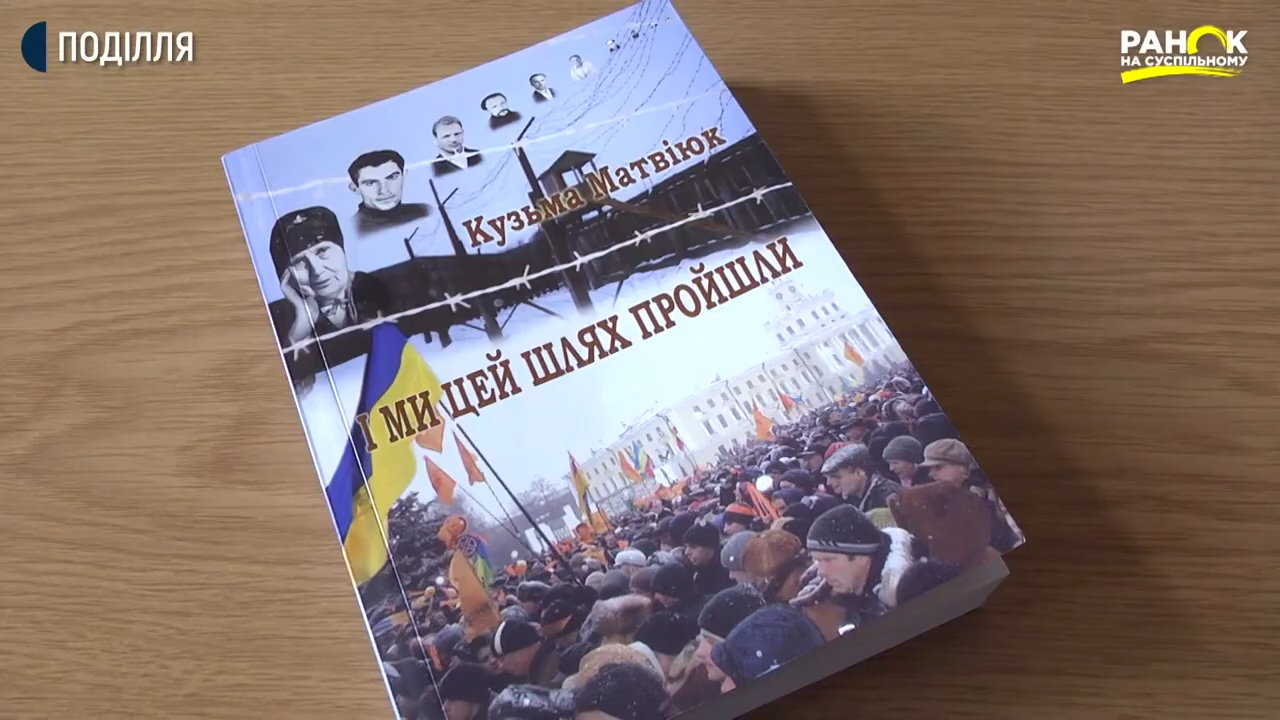 ПОДІЛЛЯ
РАНОК
НА СУСПІЛЬНОМУ
Кузьма Матвіюк
І МИ ЦЕЙ ШЛЯХ ПРОЙШЛИ